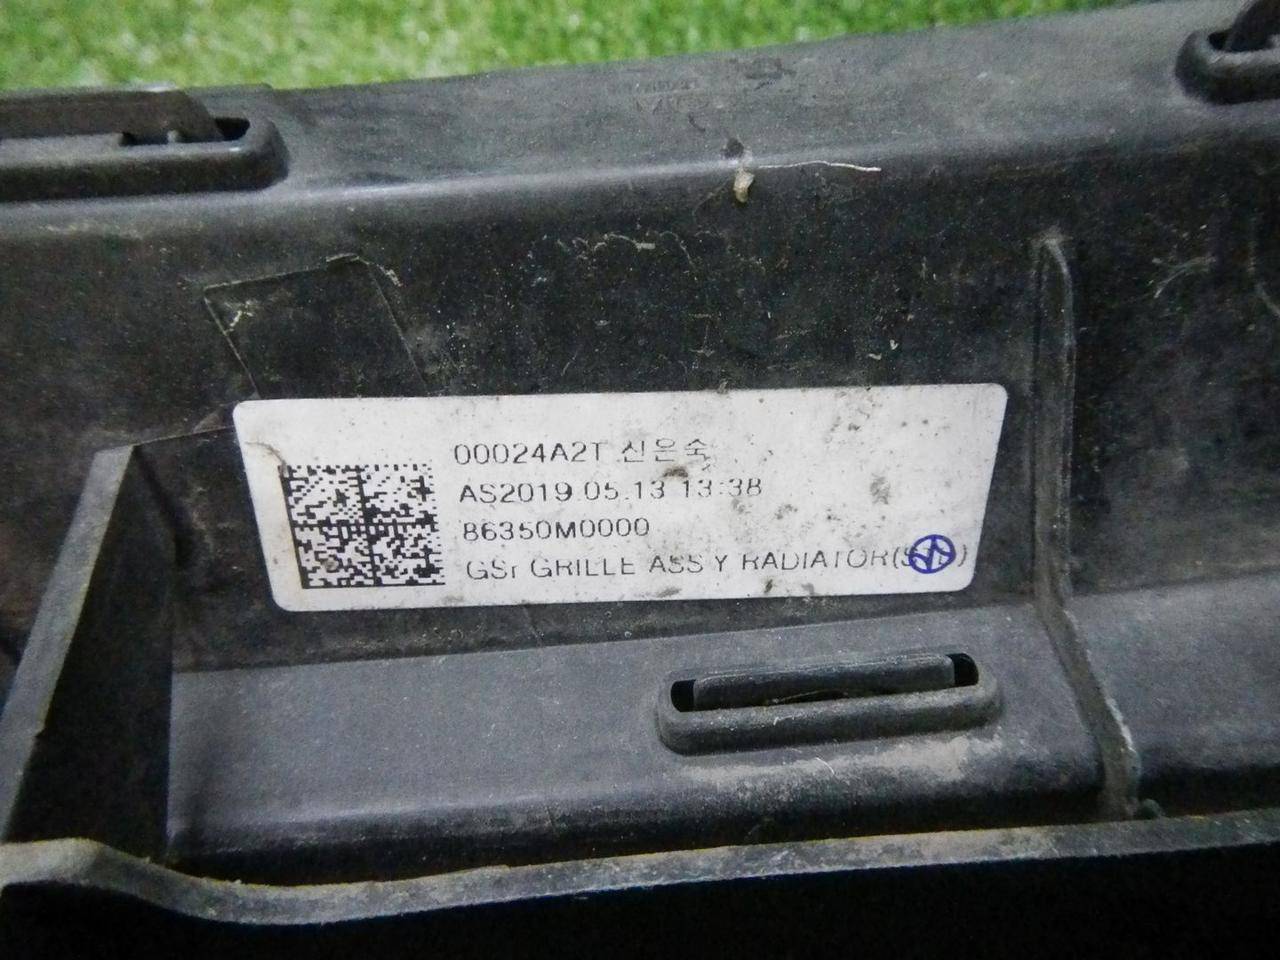 00024A2T 신은숙
AS2019.05.13 13:38
86350M0000
GSr GRILLE ASS'Y RADIATOR